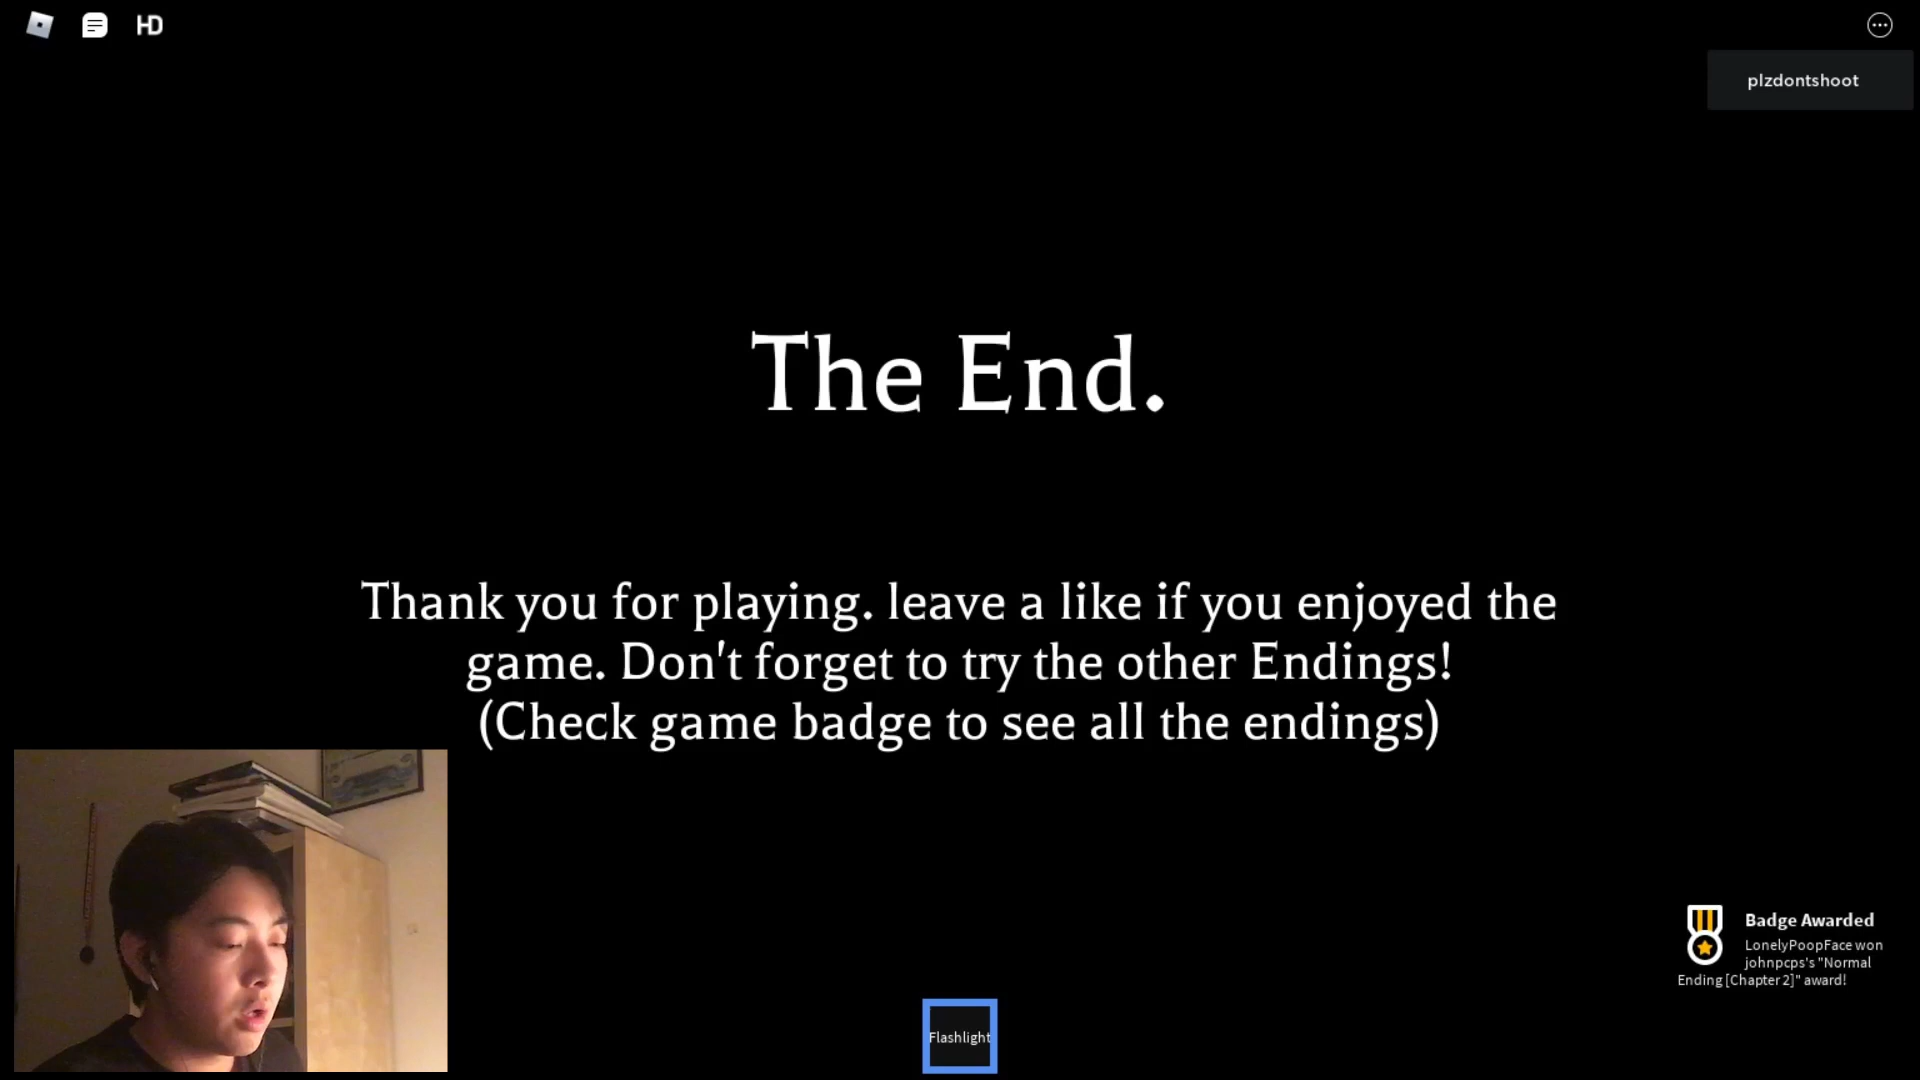 HD
plzdontshoot
The End.
Thank you for playing. leave a like if you enjoyed the
game. Don't forget to try the other Endings!
(Check game badge to see all the endings)
Badge Awarded
LonelyPoopFace won
johnpcps's "Normal
Ending [Chapter 2]" award!
Flashlight